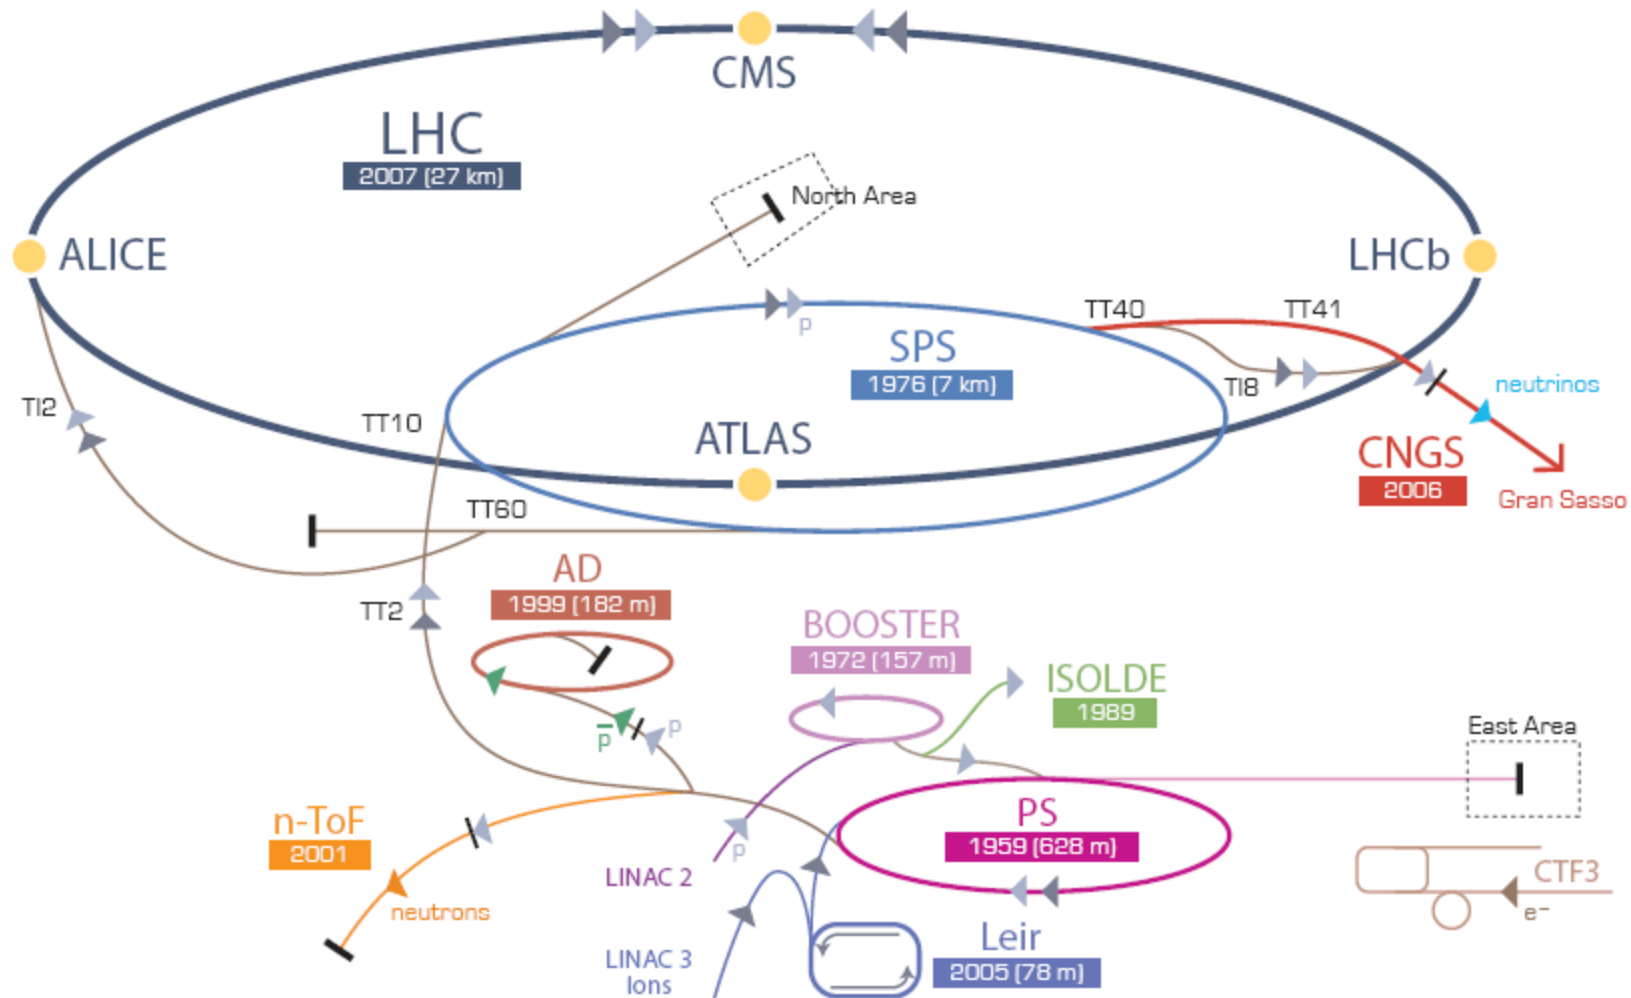 CMS
LHC
2007 (27 km)
North Area
ALICE
LHCb
p
TT40
TT41
SPS
1976 (7 km)
TI8
neutrinos
TI2
TT10
ATLAS
CNGS
2006
Gran Sasso
TT60
AD
1999 (182 m)
TT2
BOOSTER
1972 (157 m)
ISOLDE
1989
p
p̅
East Area
n-ToF
2001
PS
1959 (628 m)
p
LINAC 2
neutrons
CTF3
e⁻
Leir
2005 (78 m)
LINAC 3
Ions